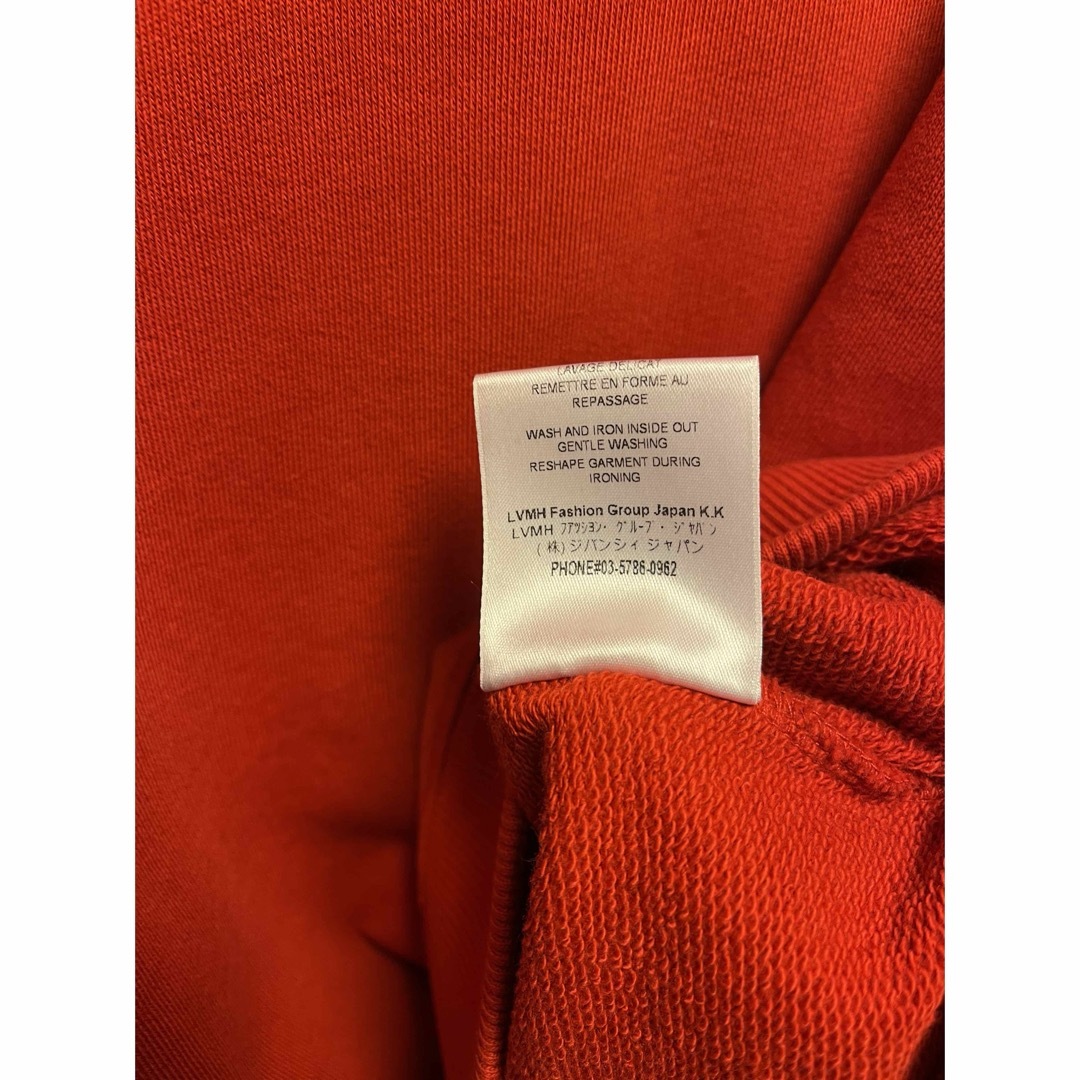 LAVAGE DELICAT
REMETTRE EN FORME AU
REPASSAGE
WASH AND IRON INSIDE OUT
GENTLE WASHING
RESHAPE GARMENT DURING
IRONING
LVMH Fashion Group Japan K.K
LVMH ファッション・グループ・ジャパン
(株)ジバンシィ ジャパン
PHONE#03-5786-0962